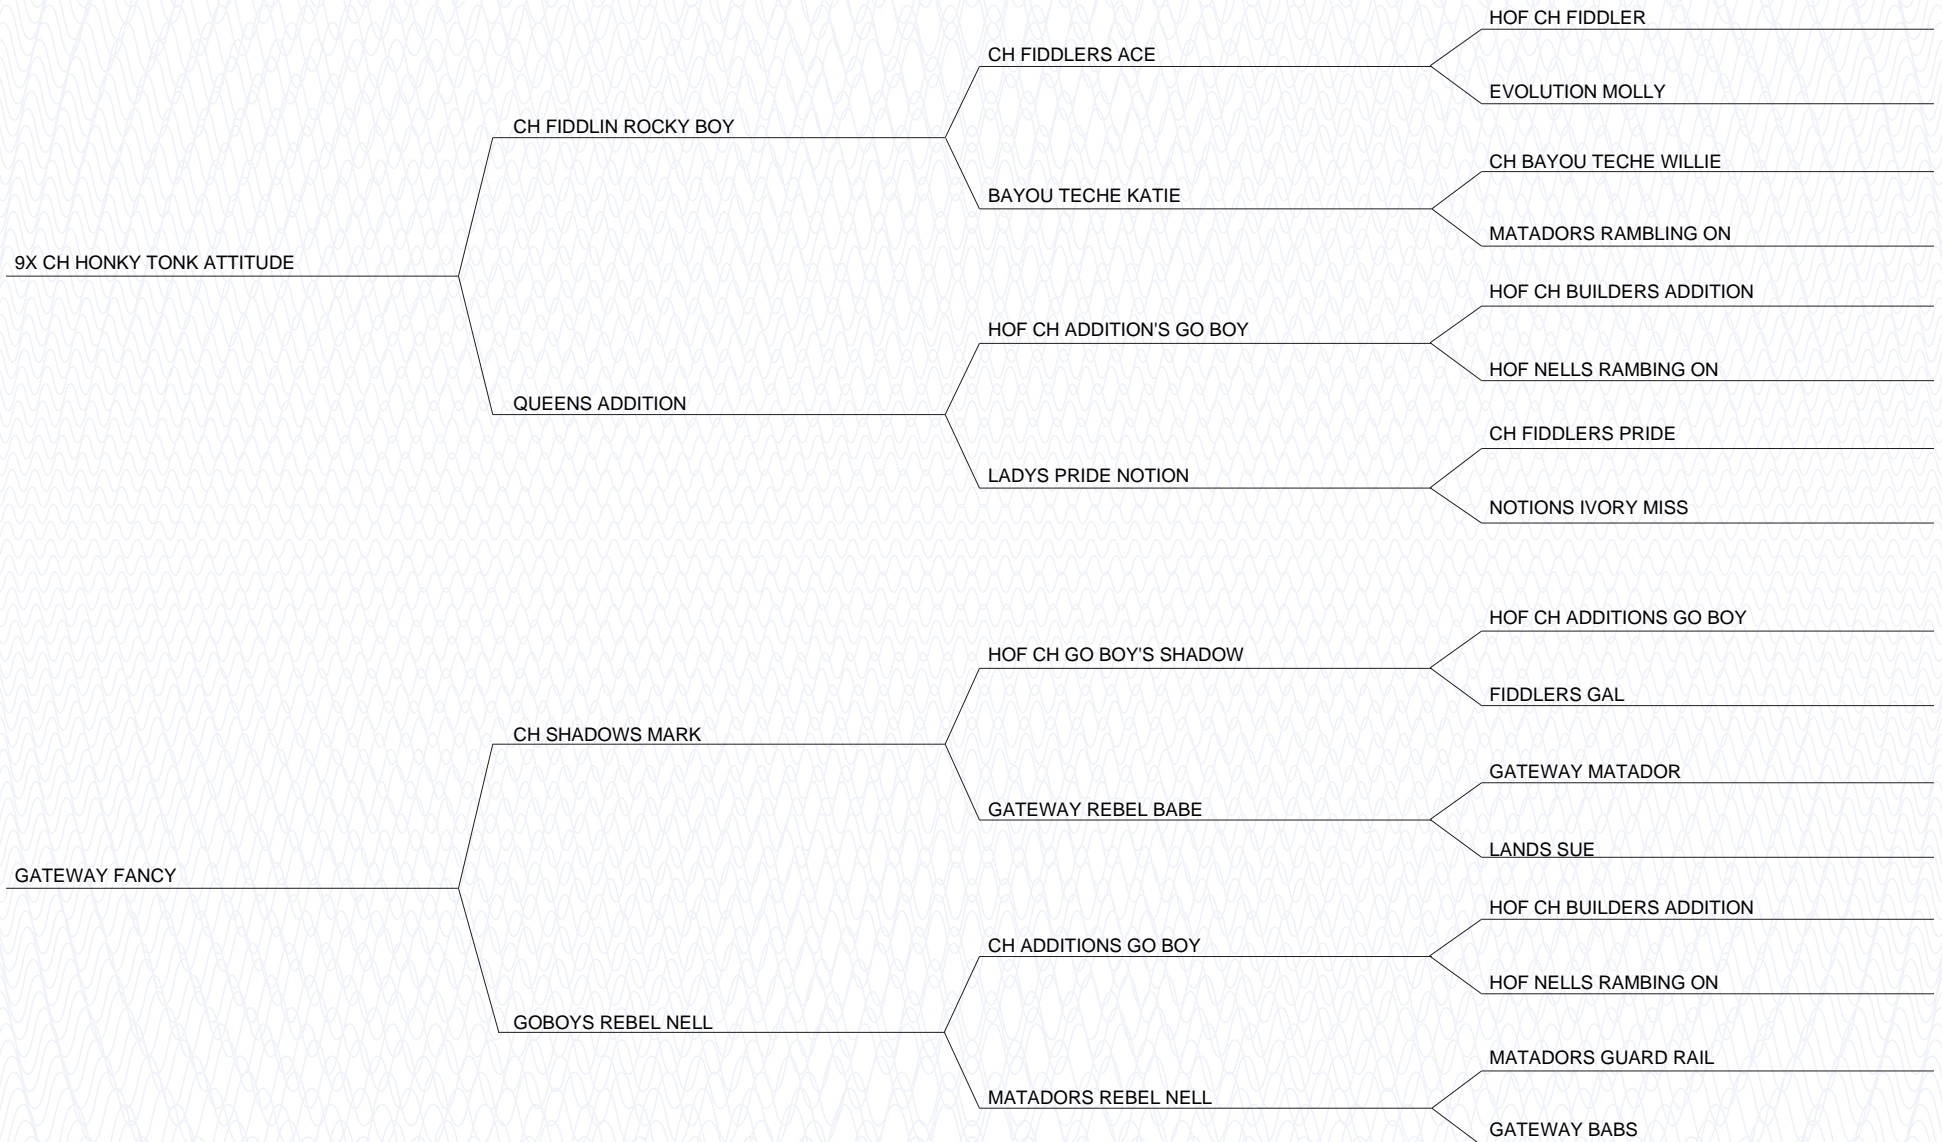 HOF CH FIDDLER
CH FIDDLERS ACE
EVOLUTION MOLLY
CH FIDDLIN ROCKY BOY
CH BAYOU TECHE WILLIE
BAYOU TECHE KATIE
MATADORS RAMBLING ON
9X CH HONKY TONK ATTITUDE
HOF CH BUILDERS ADDITION
HOF CH ADDITION'S GO BOY
HOF NELLS RAMBING ON
QUEENS ADDITION
CH FIDDLERS PRIDE
LADYS PRIDE NOTION
NOTIONS IVORY MISS
HOF CH ADDITIONS GO BOY
HOF CH GO BOY'S SHADOW
FIDDLERS GAL
CH SHADOWS MARK
GATEWAY MATADOR
GATEWAY REBEL BABE
LANDS SUE
GATEWAY FANCY
HOF CH BUILDERS ADDITION
CH ADDITIONS GO BOY
HOF NELLS RAMBING ON
GOBOYS REBEL NELL
MATADORS GUARD RAIL
MATADORS REBEL NELL
GATEWAY BABS